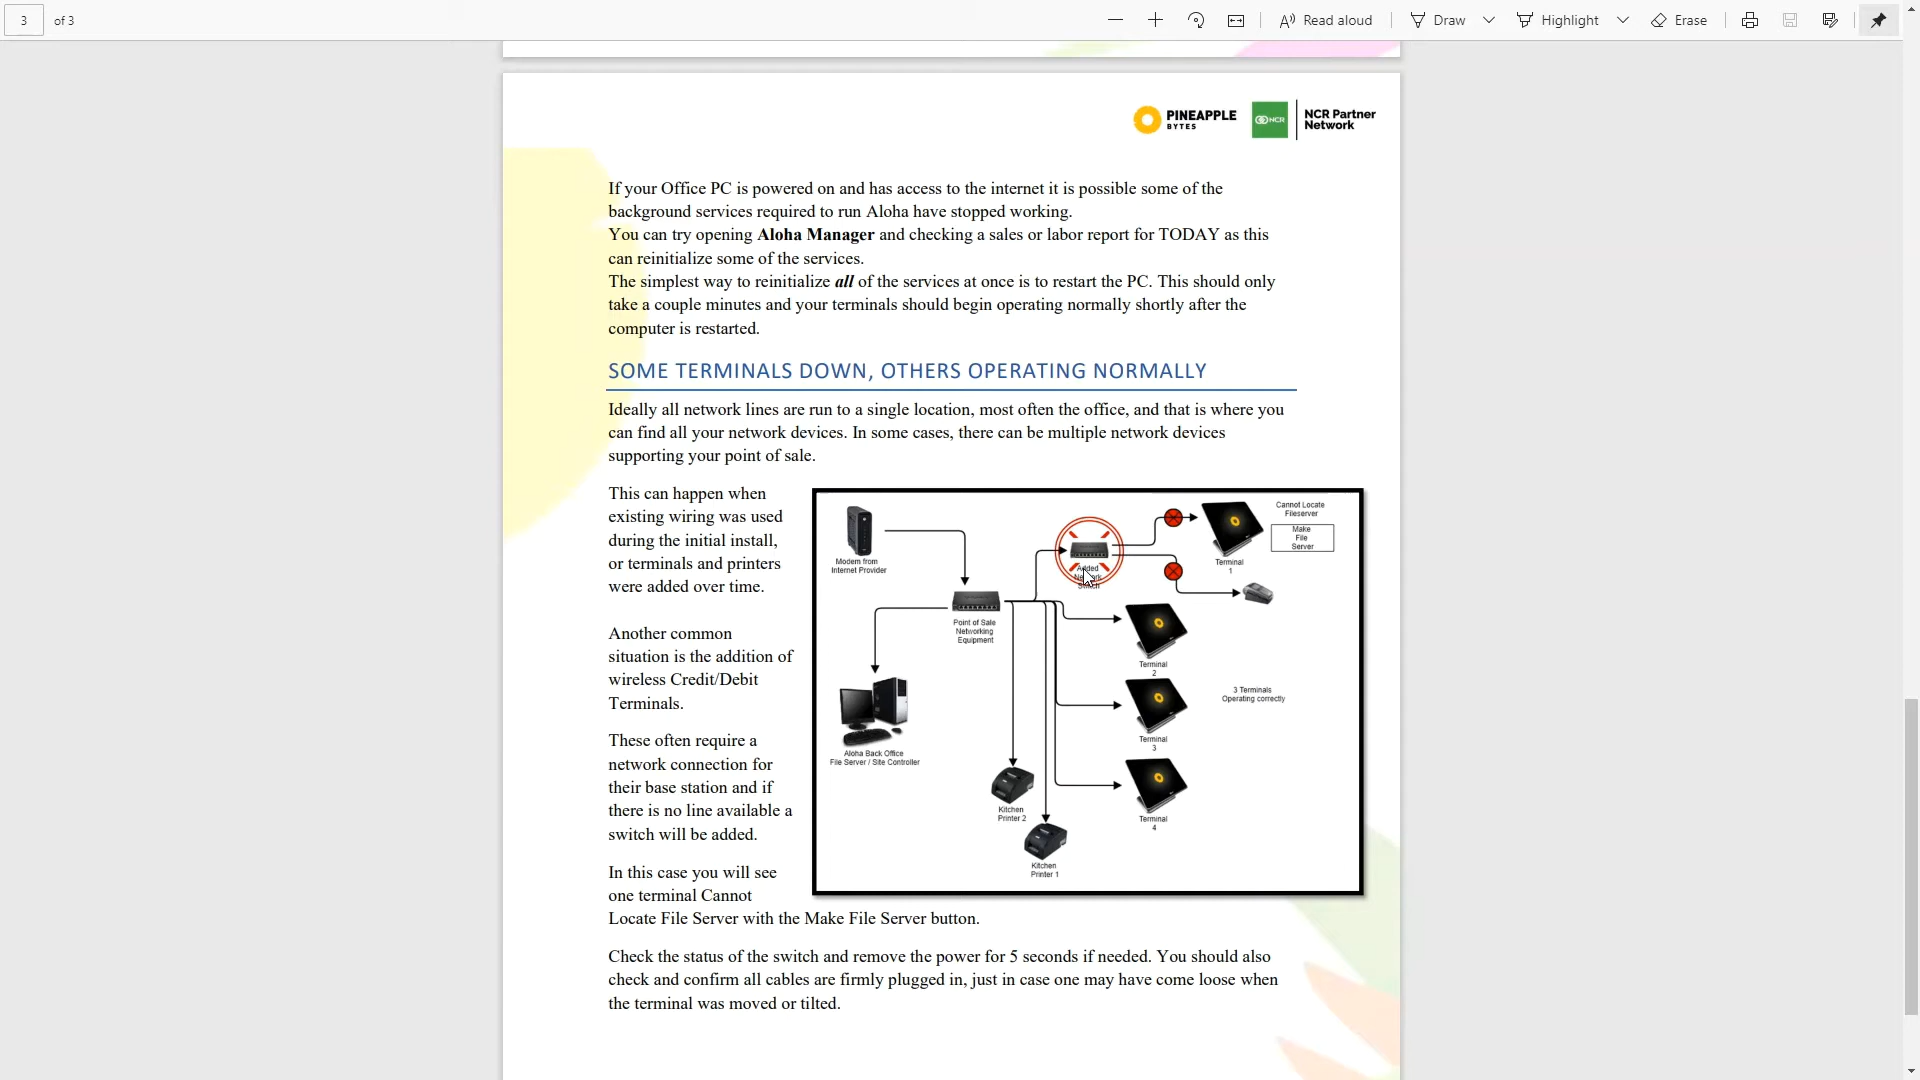 3 of 3 Read aloud Draw Highlight Erase
PINEAPPLE
BYTES
NCR
NCR Partner
Network
If your Office PC is powered on and has access to the internet it is possible some of the
background services required to run Aloha have stopped working.
You can try opening Aloha Manager and checking a sales or labor report for TODAY as this
can reinitialize some of the services.
The simplest way to reinitialize all of the services at once is to restart the PC. This should only
take a couple minutes and your terminals should begin operating normally shortly after the
computer is restarted.
SOME TERMINALS DOWN, OTHERS OPERATING NORMALLY
Ideally all network lines are run to a single location, most often the office, and that is where you
can find all your network devices. In some cases, there can be multiple network devices
supporting your point of sale.
This can happen when
existing wiring was used
during the initial install,
or terminals and printers
were added over time.
Another common
situation is the addition of
wireless Credit/Debit
Terminals.
These often require a
network connection for
their base station and if
there is no line available a
switch will be added.
In this case you will see
one terminal Cannot
Locate File Server with the Make File Server button.
Modem from
Internet Provider
Added
Network
Switch
Cannot Locate
Fileserver
Make
File
Server
Terminal
1
Point of Sale
Networking
Equipment
Terminal
2
3 Terminals
Operating correctly
Terminal
3
Aloha Back Office
File Server / Site Controller
Kitchen
Printer 2
Terminal
4
Kitchen
Printer 1
Check the status of the switch and remove the power for 5 seconds if needed. You should also
check and confirm all cables are firmly plugged in, just in case one may have come loose when
the terminal was moved or tilted.